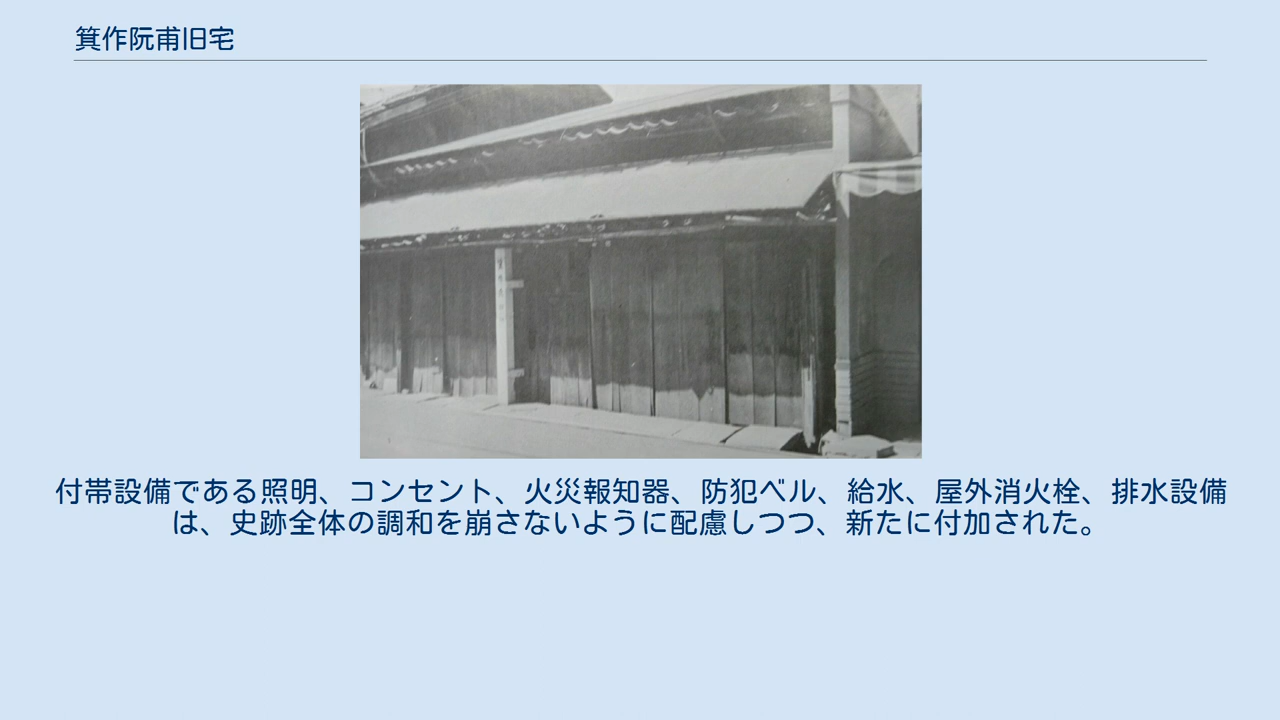 箕作阮甫旧宅
付帯設備である照明、コンセント、火災報知器、防犯ベル、給水、屋外消火栓、排水設備
は、史跡全体の調和を崩さないように配慮しつつ、新たに付加された。